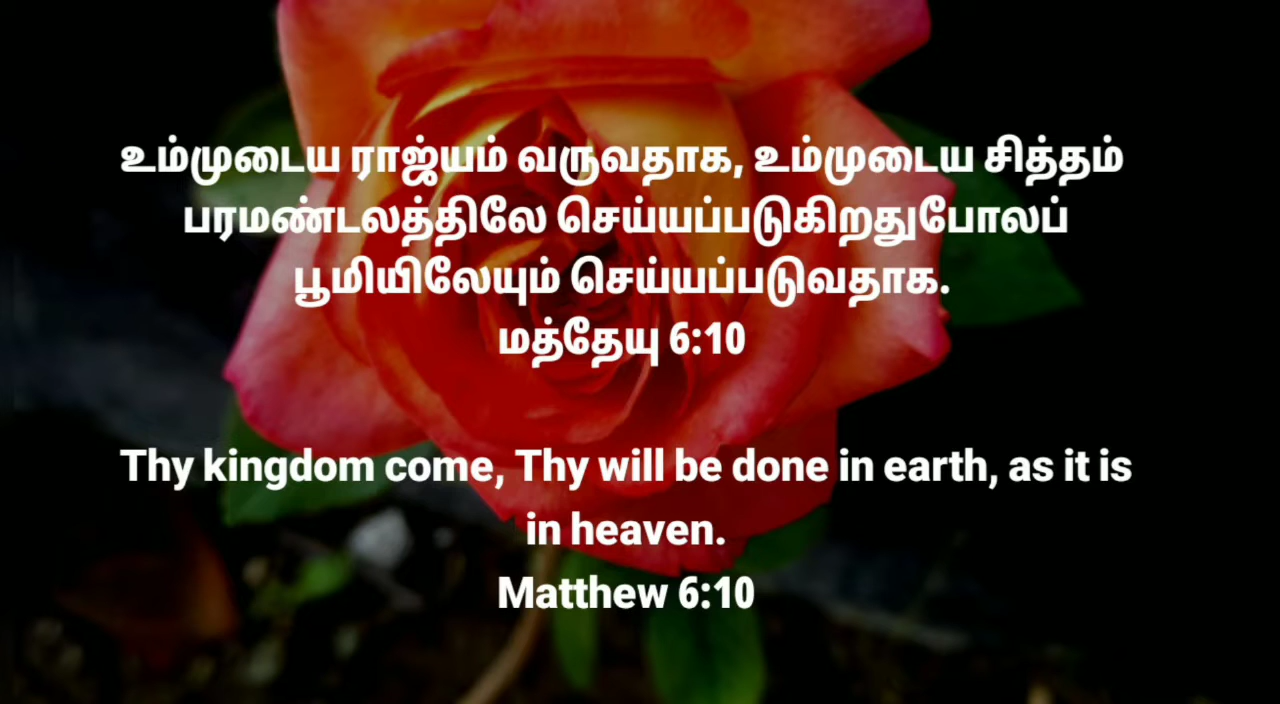 உம்முடைய ராஜ்யம் வருவதாக, உம்முடைய சித்தம்
பரமண்டலத்திலே செய்யப்படுகிறதுபோலப்
பூமியிலேயும் செய்யப்படுவதாக.
மத்தேயு 6:10
Thy kingdom come, Thy will be done in earth, as it is
in heaven.
Matthew 6:10